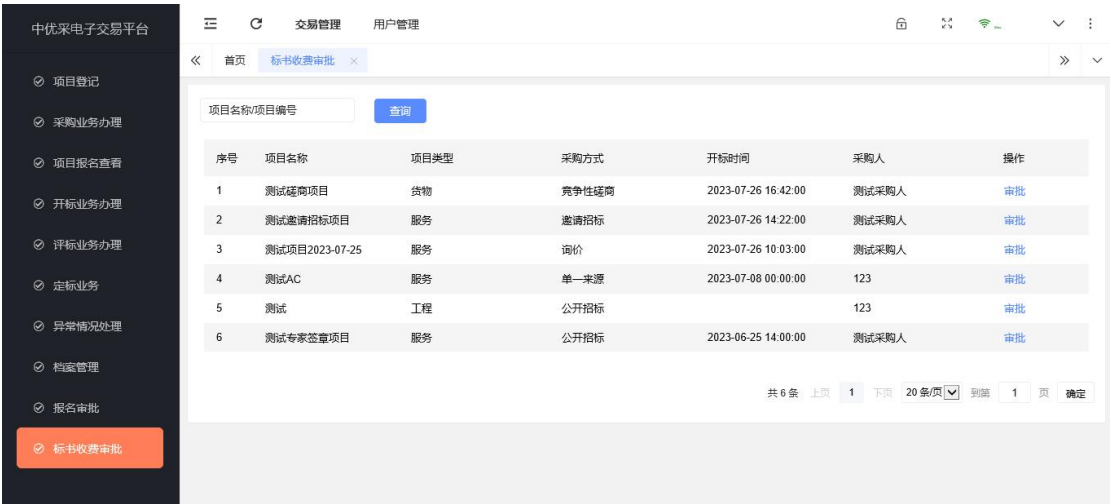 中优采电子交易平台
交易管理 用户管理
首页 标书收费审批
项目登记
采购业务办理
项目报名查看
开标业务办理
评标业务办理
定标业务
异常情况处理
档案管理
报名审批
标书收费审批
项目名称/项目编号 查询
序号 项目名称 项目类型 采购方式 开标时间 采购人 操作
1 测试磋商项目 货物 竞争性磋商 2023-07-26 16:42:00 测试采购人 审批
2 测试邀请招标项目 服务 邀请招标 2023-07-26 14:22:00 测试采购人 审批
3 测试项目2023-07-25 服务 询价 2023-07-26 10:03:00 测试采购人 审批
4 测试AC 服务 单一来源 2023-07-08 00:00:00 123 审批
5 测试 工程 公开招标 123 审批
6 测试专家签章项目 服务 公开招标 2023-06-25 14:00:00 测试采购人 审批
共 6 条 上页 1 下页 20 条/页 到第 1 页 确定